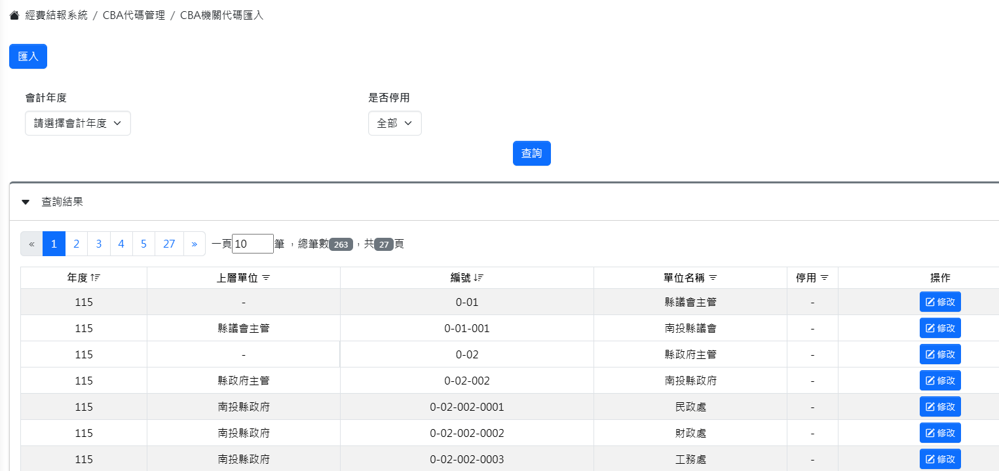 經費結報系統 / CBA代碼管理 / CBA機關代碼匯入
匯入
會計年度 是否停用
請選擇會計年度 全部
查詢
查詢結果
« 1 2 3 4 5 27 » 一頁 10 筆 ，總筆數 263 ，共 27 頁
年度 上層單位 編號 單位名稱 停用 操作
115 - 0-01 縣議會主管 - 修改
115 縣議會主管 0-01-001 南投縣議會 - 修改
115 - 0-02 縣政府主管 - 修改
115 縣政府主管 0-02-002 南投縣政府 - 修改
115 南投縣政府 0-02-002-0001 民政處 - 修改
115 南投縣政府 0-02-002-0002 財政處 - 修改
115 南投縣政府 0-02-002-0003 工務處 - 修改